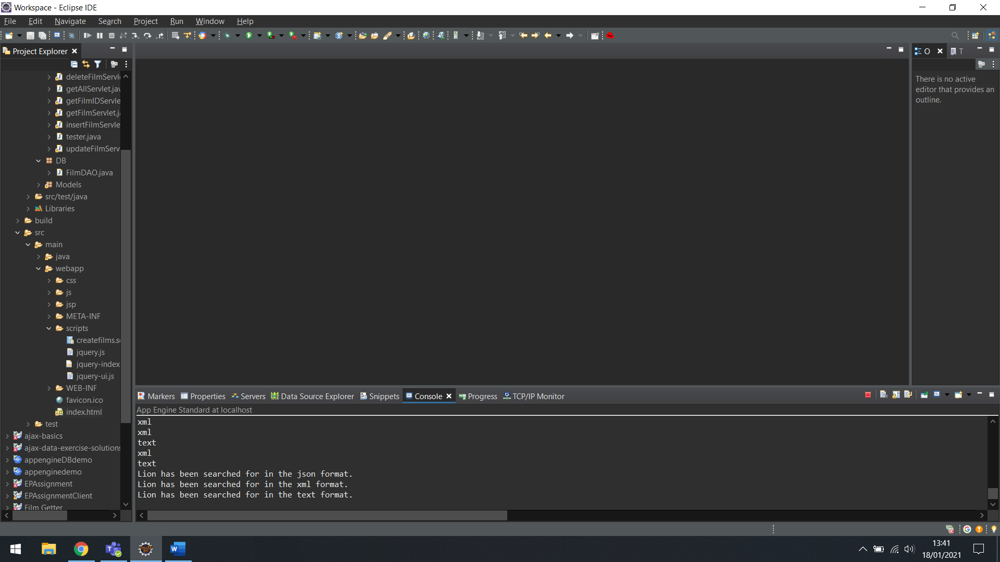 Workspace - Eclipse IDE
File Edit Navigate Search Project Run Window Help
Project Explorer
deleteFilmServl
getAllServlet.jav
getFilmIDServle
getFilmServlet.j
insertFilmServle
tester.java
updateFilmServ
DB
FilmDAO.java
Models
src/test/java
Libraries
build
src
main
java
webapp
css
js
jsp
META-INF
scripts
createfilms.s
jquery.js
jquery-index
jquery-ui.js
WEB-INF
favicon.ico
index.html
test
ajax-basics
ajax-data-exercise-solutions
appengineDBdemo
appenginedemo
EPAssignment
EPAssignmentClient
Film Getter
O T
There is no active
editor that provides an
outline.
Markers Properties Servers Data Source Explorer Snippets Console Progress TCP/IP Monitor
App Engine Standard at localhost
xml
xml
text
xml
text
Lion has been searched for in the json format.
Lion has been searched for in the xml format.
Lion has been searched for in the text format.
13:41
18/01/2021